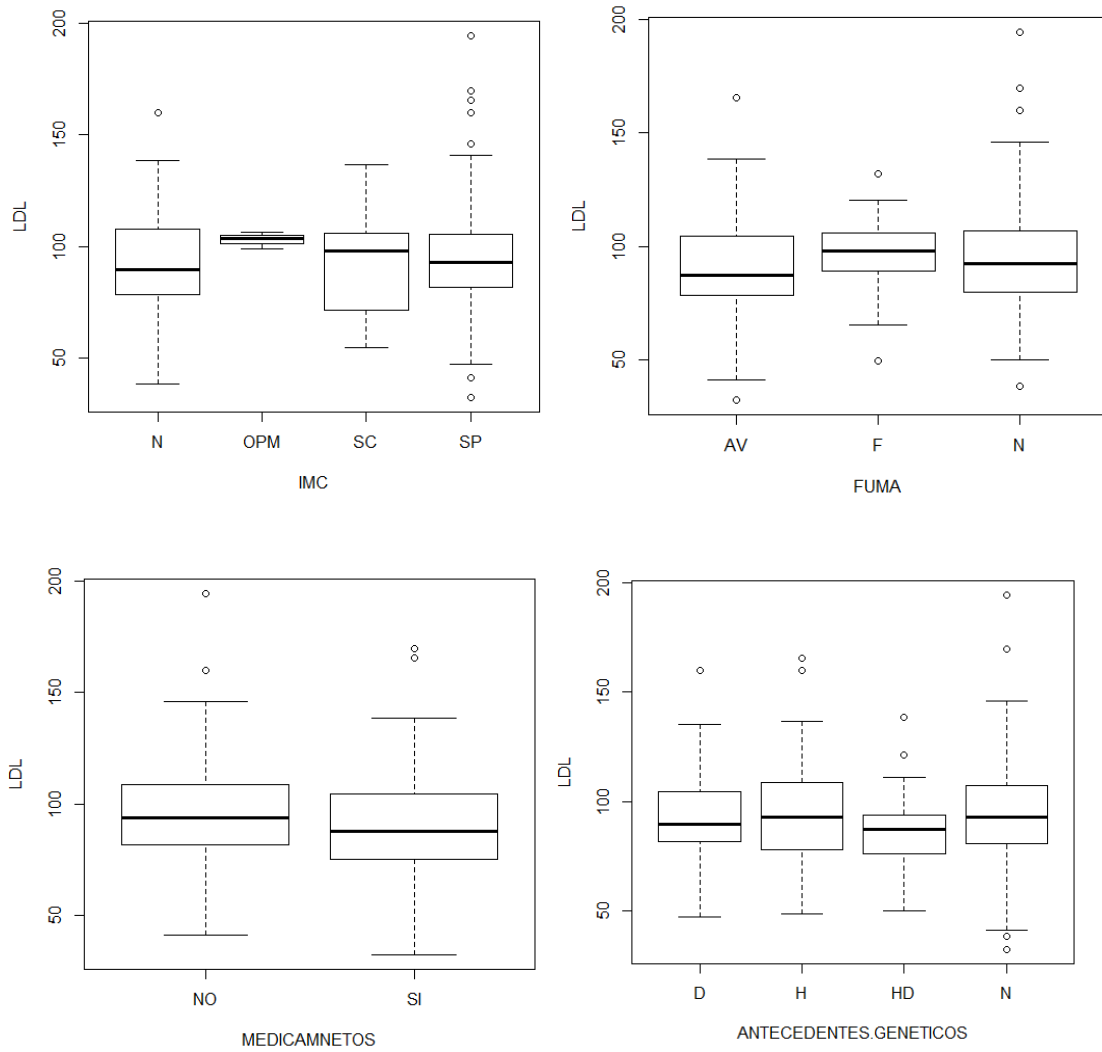 200
150
100
50
LDL
N OPM SC SP
IMC
200
150
100
50
LDL
AV F N
FUMA
200
150
100
50
LDL
NO SI
MEDICAMNETOS
200
150
100
50
LDL
D H HD N
ANTECEDENTES.GENETICOS